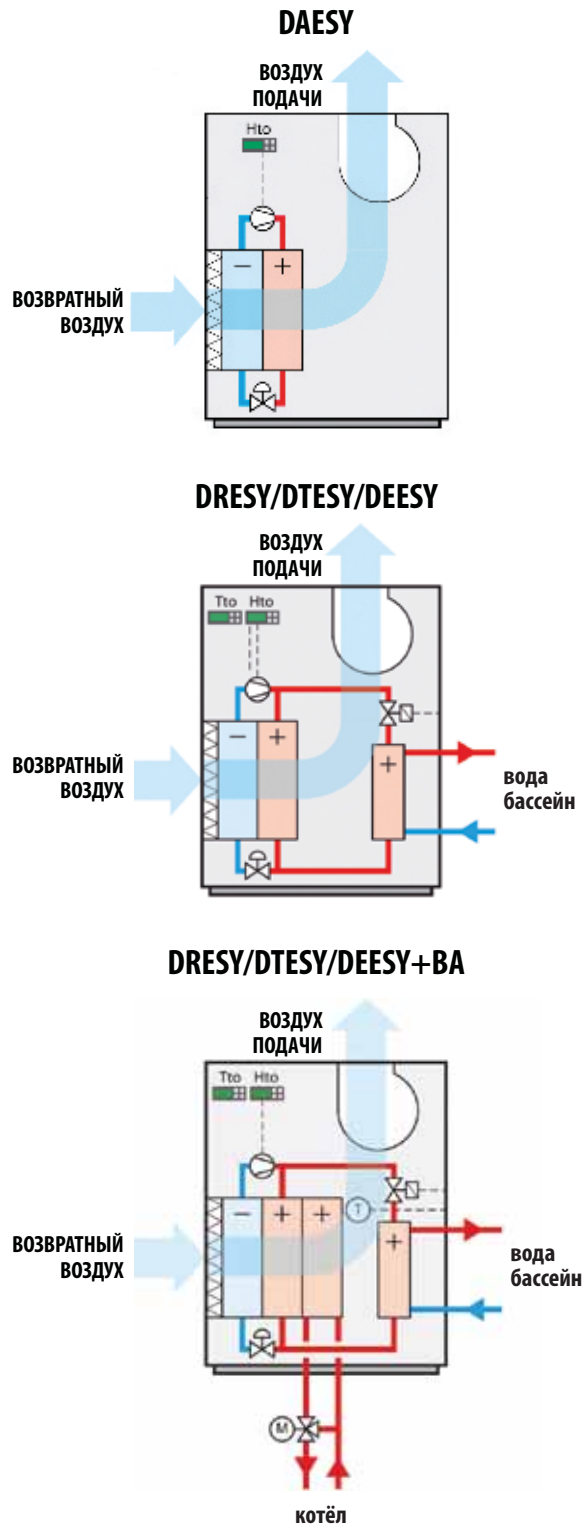 DAESY
ВОЗДУХ
ПОДАЧИ
Hto
−
+
ВОЗВРАТНЫЙ
ВОЗДУХ
DRESY/DTESY/DEESY
ВОЗДУХ
ПОДАЧИ
Tto Hto
−
+
+
ВОЗВРАТНЫЙ
ВОЗДУХ
вода
бассейн
DRESY/DTESY/DEESY+BA
ВОЗДУХ
ПОДАЧИ
Tto Hto
−
+
+
T
+
ВОЗВРАТНЫЙ
ВОЗДУХ
вода
бассейн
M
котёл